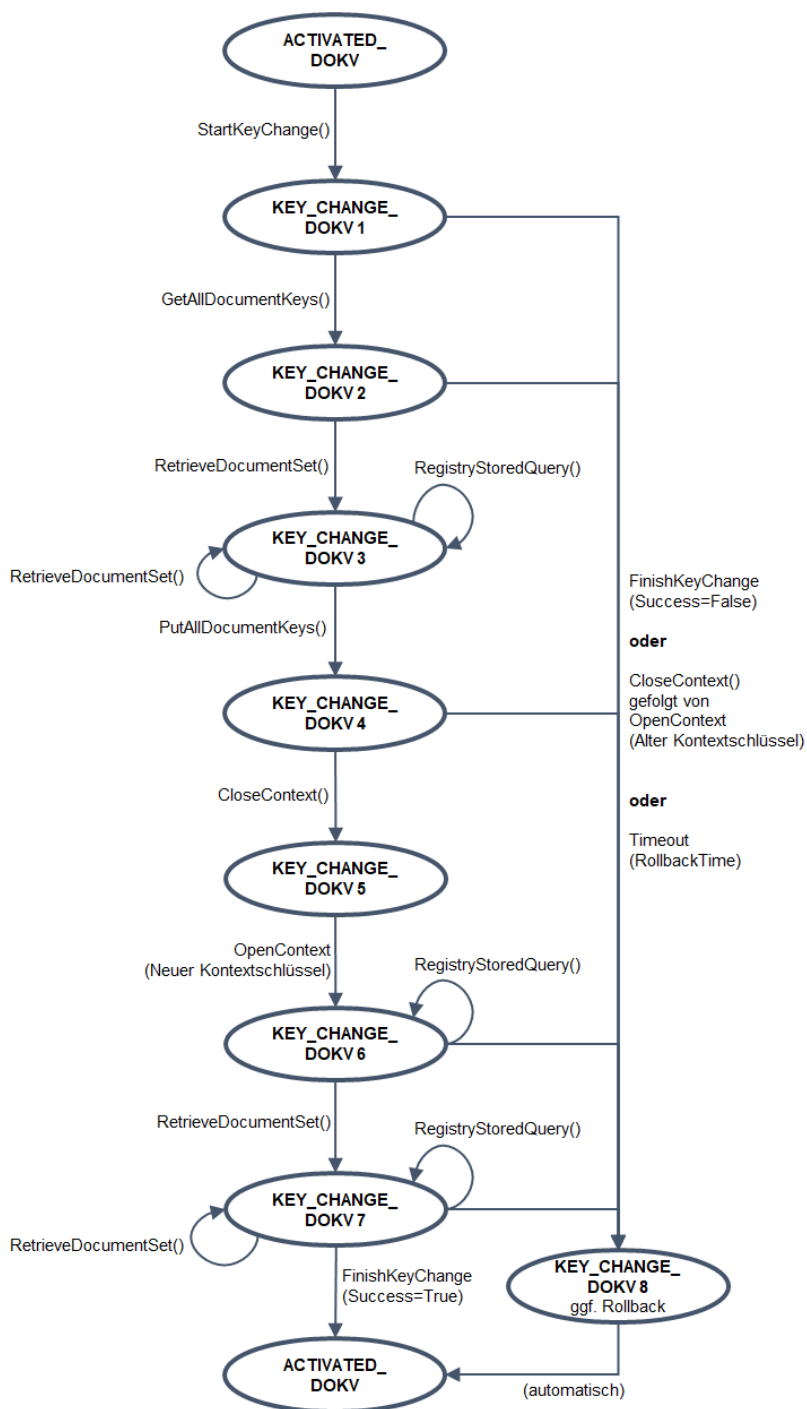 ACTIVATED_
DOKV
StartKeyChange()
KEY_CHANGE_
DOKV 1
GetAllDocumentKeys()
KEY_CHANGE_
DOKV 2
RetrieveDocumentSet()
RegistryStoredQuery()
KEY_CHANGE_
DOKV 3
RetrieveDocumentSet()
PutAllDocumentKeys()
FinishKeyChange
(Success=False)
oder
CloseContext()
gefolgt von
OpenContext
(Alter Kontextschlüssel)
oder
Timeout
(RollbackTime)
KEY_CHANGE_
DOKV 4
CloseContext()
KEY_CHANGE_
DOKV 5
OpenContext
(Neuer Kontextschlüssel)
RegistryStoredQuery()
KEY_CHANGE_
DOKV 6
RetrieveDocumentSet()
RegistryStoredQuery()
KEY_CHANGE_
DOKV 7
RetrieveDocumentSet()
FinishKeyChange
(Success=True)
KEY_CHANGE_
DOKV 8
ggf. Rollback
ACTIVATED_
DOKV
(automatisch)